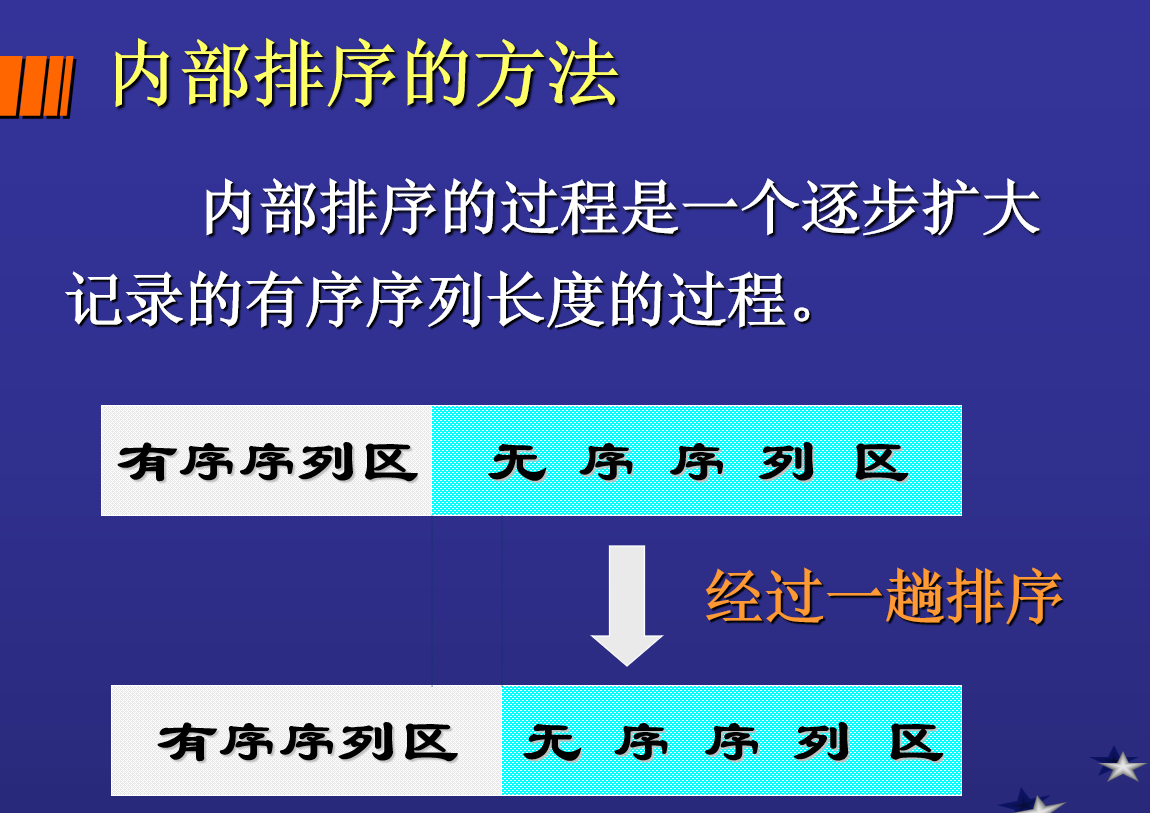 内部排序的方法
内部排序的过程是一个逐步扩大
记录的有序序列长度的过程。
有序序列区 无 序 序 列 区
经过一趟排序
有序序列区 无 序 序 列 区